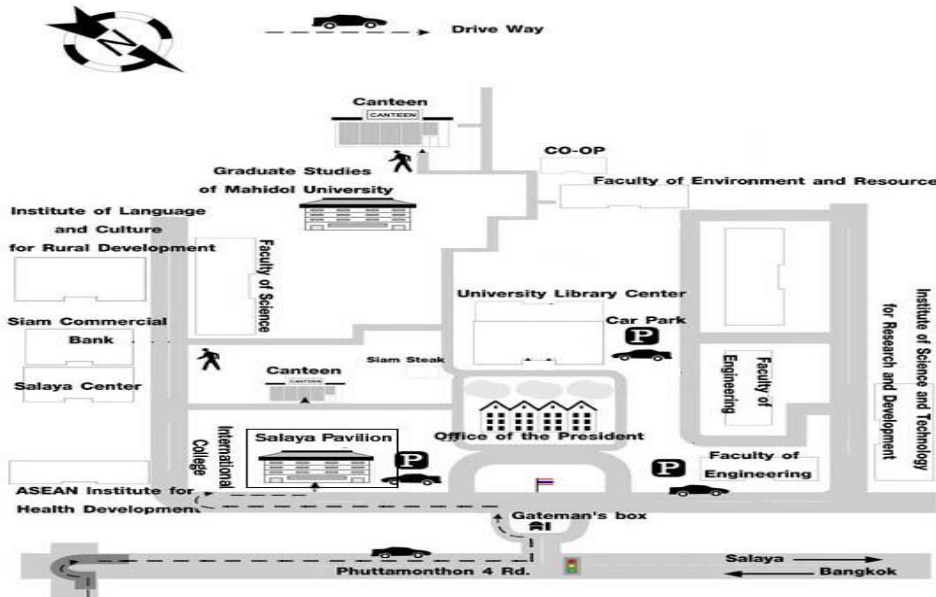 N
Drive Way
Canteen
CANTEEN
CO-OP
Graduate Studies
of Mahidol University
Faculty of Environment and Resource
Institute of Language
and Culture
for Rural Development
Faculty of Science
University Library Center
Car Park
P
Siam Commercial
Bank
Siam Steak
Canteen
CANTEEN
Salaya Center
Faculty of
Engineering
Institute of Science and Technology
for Research and Development
International
College
Salaya Pavilion
P
Office of the President
Faculty of
Engineering
P
ASEAN Institute for
Health Development
Gateman's box
Phuttamonthon 4 Rd.
Salaya
Bangkok